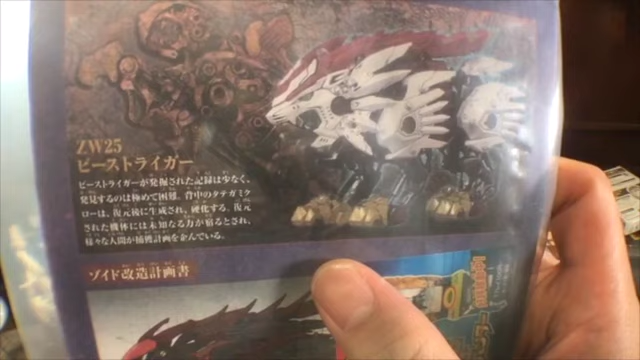 ZW25
ビーストライガー
ビーストライガーが発掘された記録は少なく、
発見するのは極めて困難。背中のタテガミク
ローは、復元後に生成され、硬化する。復元
された機体には未知なる力が宿るとされ、
様々な人間が捕獲計画を企んでいる。
ゾイド改造計画書